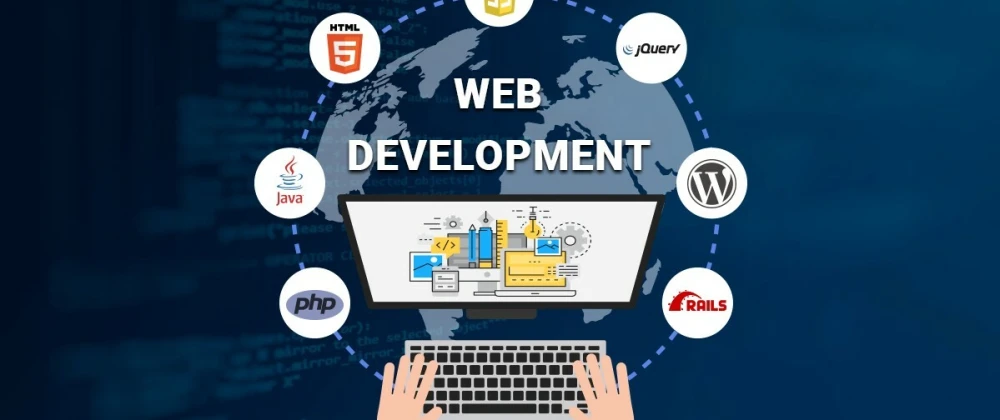 HTML
5
jQuery
WEB
DEVELOPMENT
Java
W
</>
php
RAILS